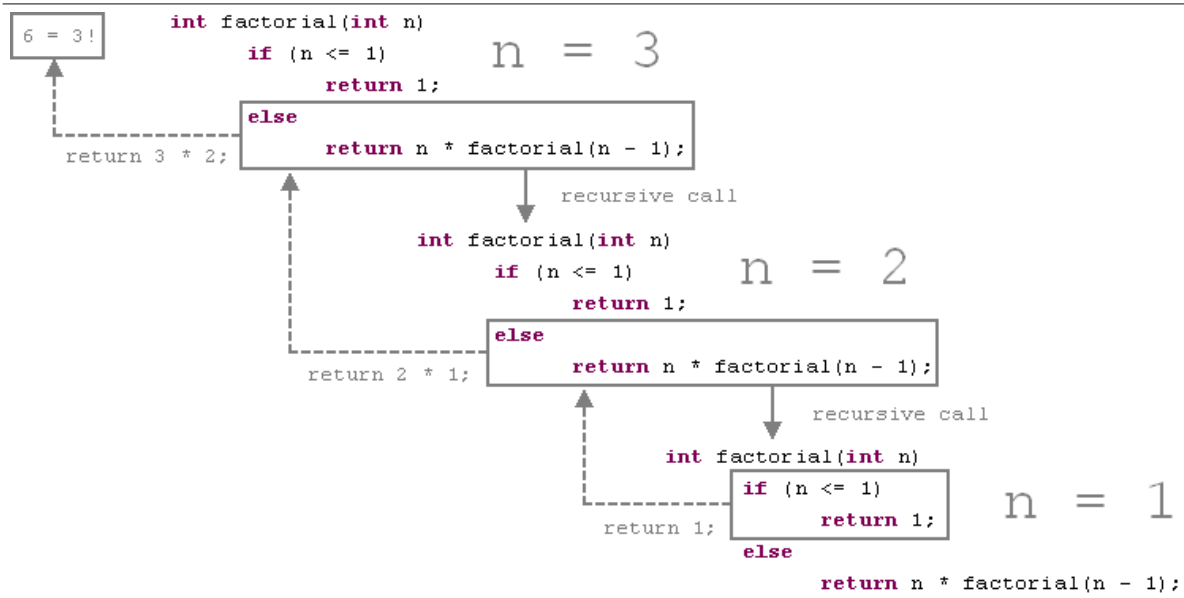 6 = 3!
int factorial(int n)
if (n <= 1)
return 1;
n = 3
else
return n * factorial(n - 1);
return 3 * 2;
recursive call
int factorial(int n)
if (n <= 1)
return 1;
n = 2
else
return n * factorial(n - 1);
return 2 * 1;
recursive call
int factorial(int n)
if (n <= 1)
return 1;
n = 1
return 1;
else
return n * factorial(n - 1);